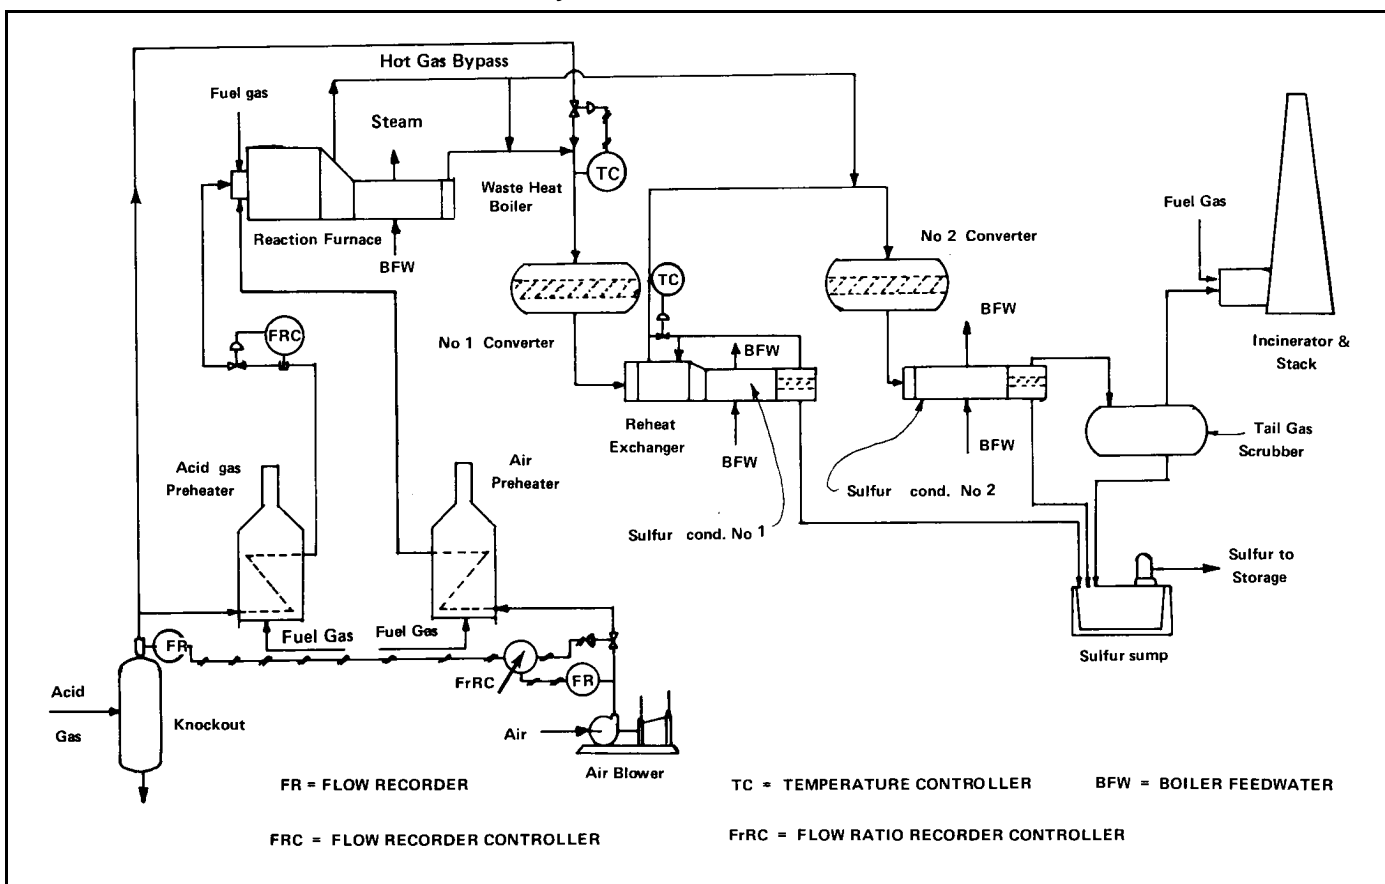 Hot Gas Bypass
Fuel gas
Steam
TC
Waste Heat
Boiler
Reaction Furnace
BFW
No 2 Converter
Fuel Gas
TC
BFW
FRC
No 1 Converter
BFW
Incinerator &
Stack
Reheat
Exchanger
BFW
BFW
Tail Gas
Scrubber
Acid gas
Preheater
Air
Preheater
Sulfur cond. No 2
Sulfur cond. No 1
Sulfur to
Storage
Fuel Gas
Fuel Gas
FR
Sulfur sump
FrRC
FR
Acid
Gas
Knockout
Air
Air Blower
FR = FLOW RECORDER
TC = TEMPERATURE CONTROLLER
BFW = BOILER FEEDWATER
FRC = FLOW RECORDER CONTROLLER
FrRC = FLOW RATIO RECORDER CONTROLLER